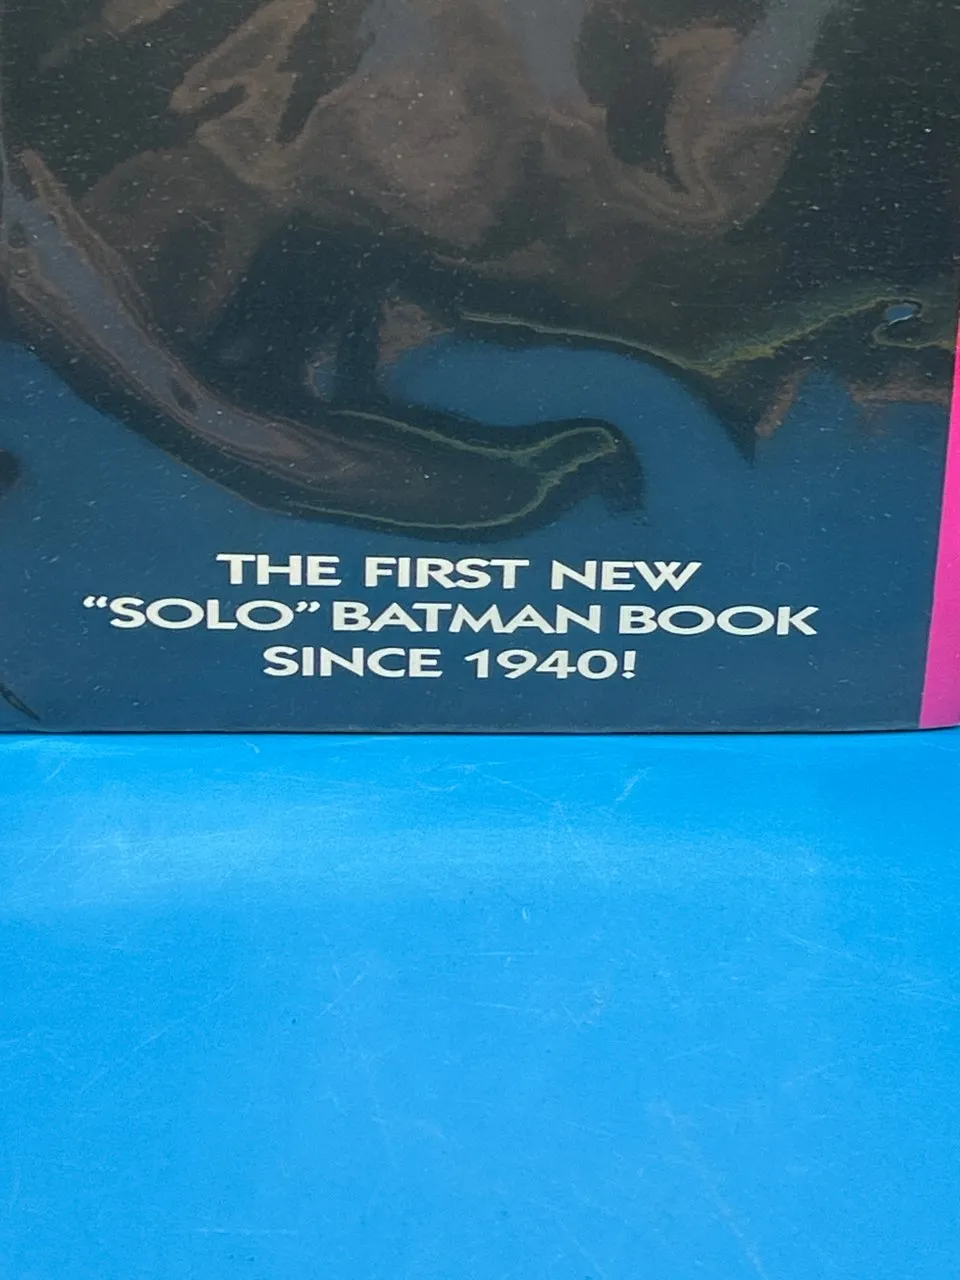 THE FIRST NEW
“SOLO” BATMAN BOOK
SINCE 1940!